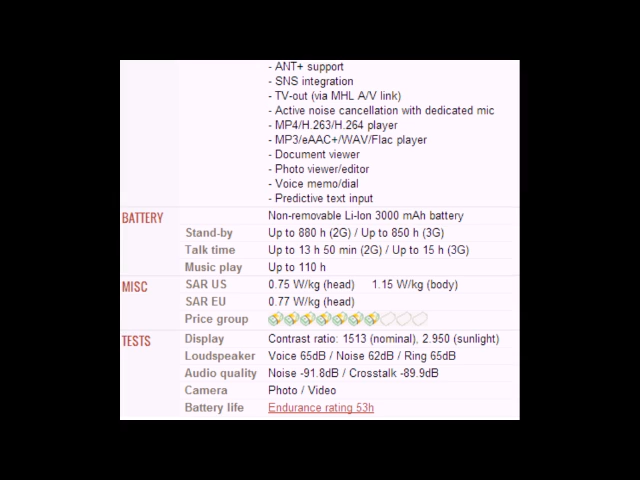 - ANT+ support
- SNS integration
- TV-out (via MHL A/V link)
- Active noise cancellation with dedicated mic
- MP4/H.263/H.264 player
- MP3/eAAC+/WAV/Flac player
- Document viewer
- Photo viewer/editor
- Voice memo/dial
- Predictive text input
BATTERY Non-removable Li-Ion 3000 mAh battery
Stand-by Up to 880 h (2G) / Up to 850 h (3G)
Talk time Up to 13 h 50 min (2G) / Up to 15 h (3G)
Music play Up to 110 h
MISC SAR US 0.75 W/kg (head) 1.15 W/kg (body)
SAR EU 0.77 W/kg (head)
Price group
TESTS Display Contrast ratio: 1513 (nominal), 2.950 (sunlight)
Loudspeaker Voice 65dB / Noise 62dB / Ring 65dB
Audio quality Noise -91.8dB / Crosstalk -89.9dB
Camera Photo / Video
Battery life Endurance rating 53h